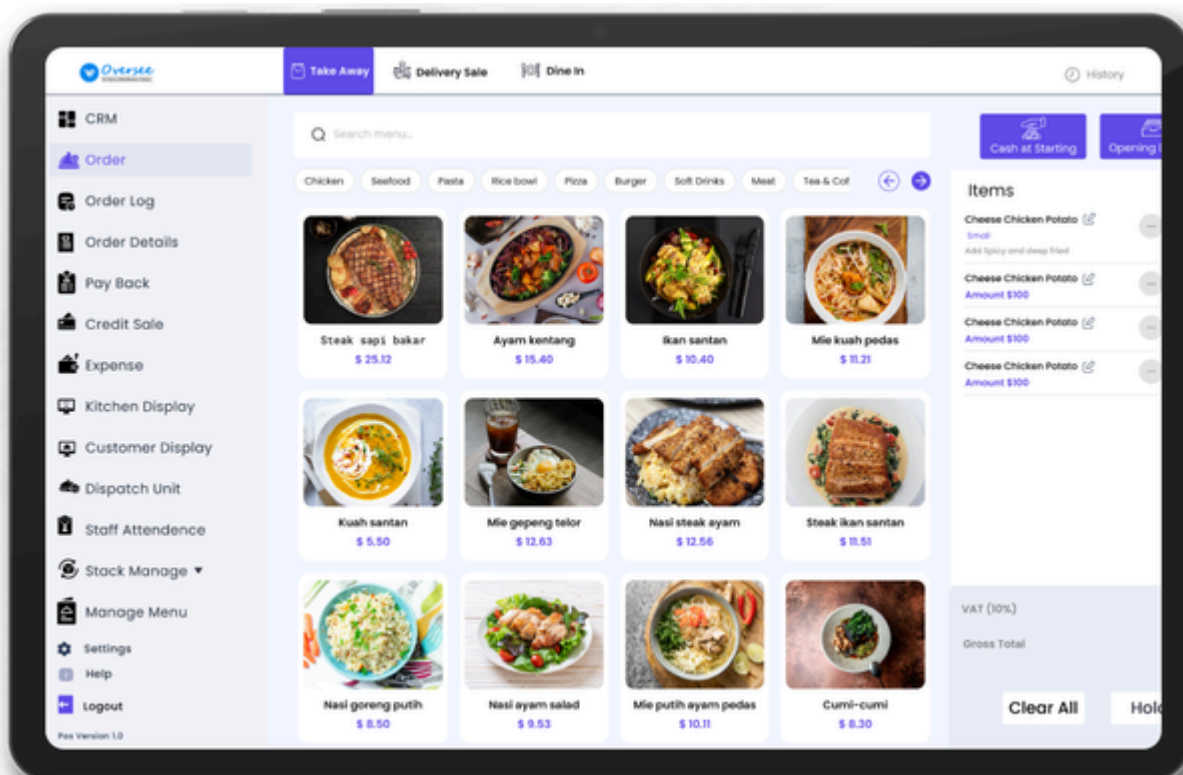 Oversee
Take Away
Delivery Sale
Dine In
History
CRM
Order
Order Log
Order Details
Pay Back
Credit Sale
Expense
Kitchen Display
Customer Display
Dispatch Unit
Staff Attendence
Stack Manage
Manage Menu
Settings
Help
Logout
Pos Version 1.0
Search menu...
Chicken
Seafood
Pasta
Rice bowl
Pizza
Burger
Soft Drinks
Meat
Tea & Cof
Steak sapi bakar
$ 25.12
Ayam kentang
$ 15.40
Ikan santan
$ 10.40
Mie kuah pedas
$ 11.21
Kuah santan
$ 5.50
Mie gepeng telor
$ 12.63
Nasi steak ayam
$ 12.56
Steak ikan santan
$ 11.51
Nasi goreng putih
$ 8.50
Nasi ayam salad
$ 9.53
Mie putih ayam pedas
$ 10.11
Cumi-cumi
$ 8.30
Cash at Starting
Opening
Items
Cheese Chicken Potato
Small
Add Spicy and deep fried
Cheese Chicken Potato
Amount $100
Cheese Chicken Potato
Amount $100
Cheese Chicken Potato
Amount $100
VAT (10%)
Gross Total
Clear All
Hol